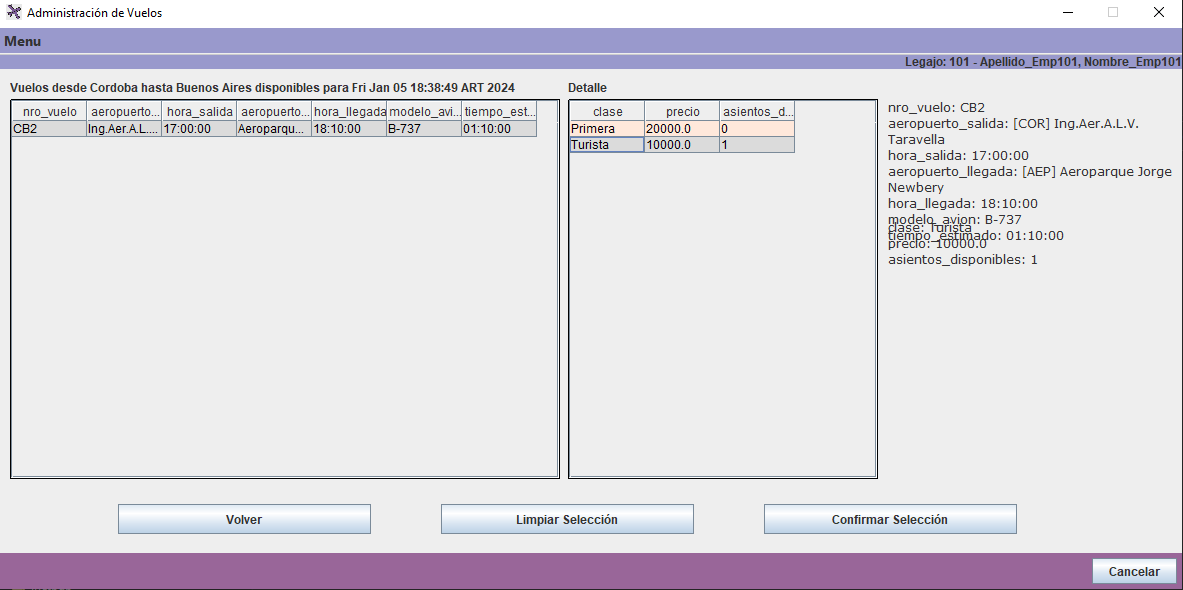 Administración de Vuelos
Menu
Legajo: 101 - Apellido_Emp101, Nombre_Emp101
Vuelos desde Cordoba hasta Buenos Aires disponibles para Fri Jan 05 18:38:49 ART 2024
nro_vuelo aeropuerto... hora_salida aeropuerto... hora_llegada modelo_avi... tiempo_est...
CB2 Ing.Aer.A.L.... 17:00:00 Aeroparqu... 18:10:00 B-737 01:10:00
Detalle
clase precio asientos_d...
Primera 20000.0 0
Turista 10000.0 1
nro_vuelo: CB2
aeropuerto_salida: [COR] Ing.Aer.A.L.V.
Taravella
hora_salida: 17:00:00
aeropuerto_llegada: [AEP] Aeroparque Jorge
Newbery
hora_llegada: 18:10:00
modelo_avion: B-737
clase: Turista
tiempo_estimado: 01:10:00
precio: 10000.0
asientos_disponibles: 1
Volver
Limpiar Selección
Confirmar Selección
Cancelar